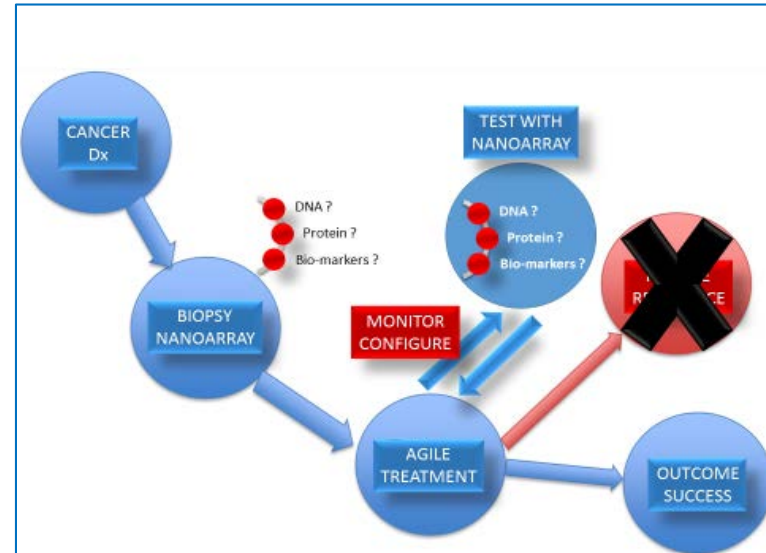 CANCER
Dx
TEST WITH
NANOARRAY
DNA ?
Protein ?
Bio-markers ?
DNA ?
Protein ?
Bio-markers ?
BIOPSY
NANOARRAY
MONITOR
CONFIGURE
AGILE
TREATMENT
OUTCOME
SUCCESS